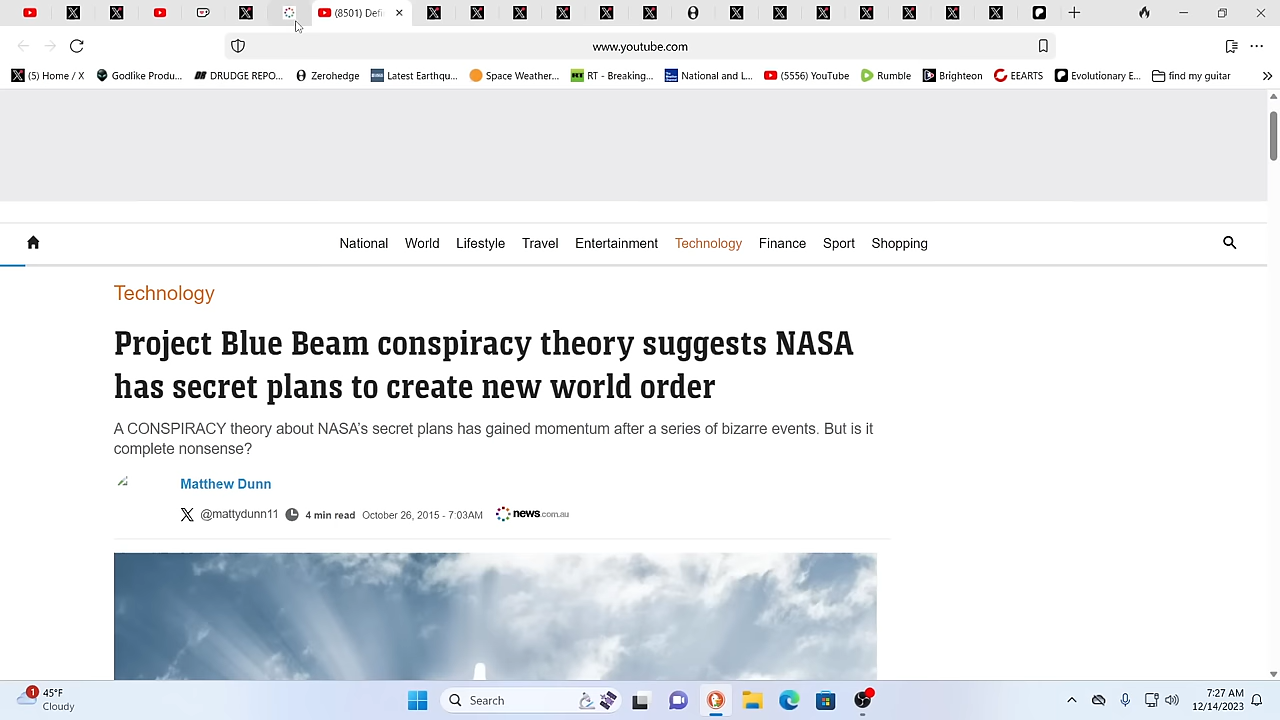 (8501) Defi
www.youtube.com
(5) Home / X
Godlike Produ...
DRUDGE REPO...
Zerohedge
Latest Earthqu...
Space Weather...
RT - Breaking...
National and L...
(5556) YouTube
Rumble
Brighteon
EEARTS
Evolutionary E...
find my guitar
National World Lifestyle Travel Entertainment Technology Finance Sport Shopping
Technology
Project Blue Beam conspiracy theory suggests NASA
has secret plans to create new world order
A CONSPIRACY theory about NASA's secret plans has gained momentum after a series of bizarre events. But is it
complete nonsense?
Matthew Dunn
@mattydunn11 4 min read October 26, 2015 - 7:03AM news.com.au
1
45°F
Cloudy
Search
7:27 AM
12/14/2023